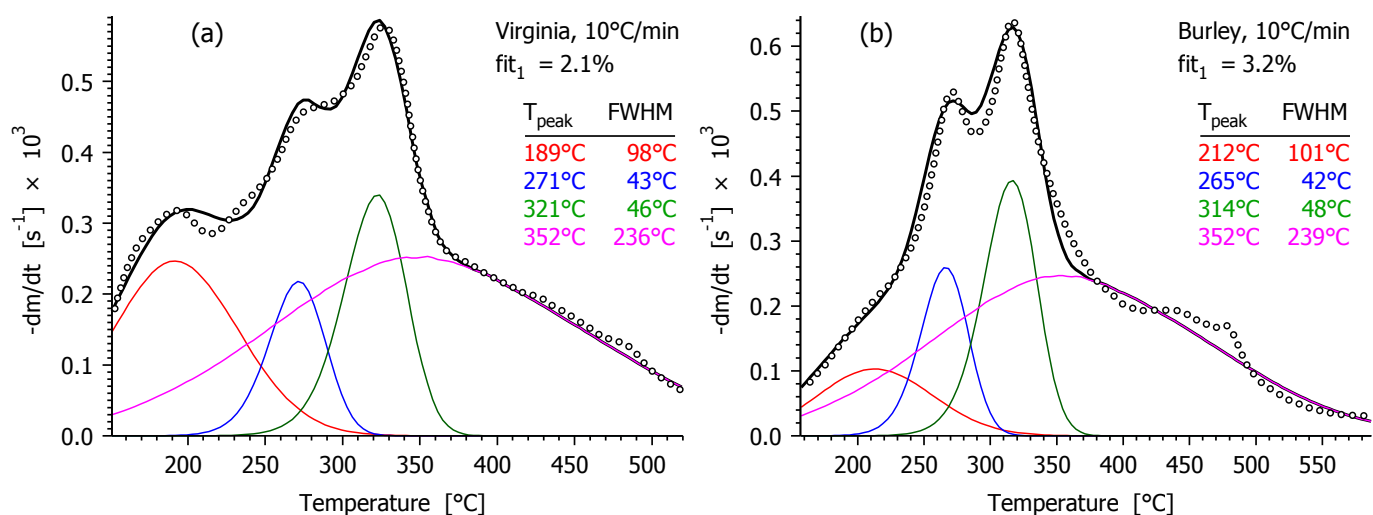 (a)
Virginia, 10°C/min
fit₁ = 2.1%
T_peak FWHM
189°C 98°C
271°C 43°C
321°C 46°C
352°C 236°C
-dm/dt [s⁻¹] × 10³
0.5
0.4
0.3
0.2
0.1
0.0
200 250 300 350 400 450 500
Temperature [°C]
(b)
Burley, 10°C/min
fit₁ = 3.2%
T_peak FWHM
212°C 101°C
265°C 42°C
314°C 48°C
352°C 239°C
-dm/dt [s⁻¹] × 10³
0.6
0.5
0.4
0.3
0.2
0.1
0.0
200 250 300 350 400 450 500 550
Temperature [°C]